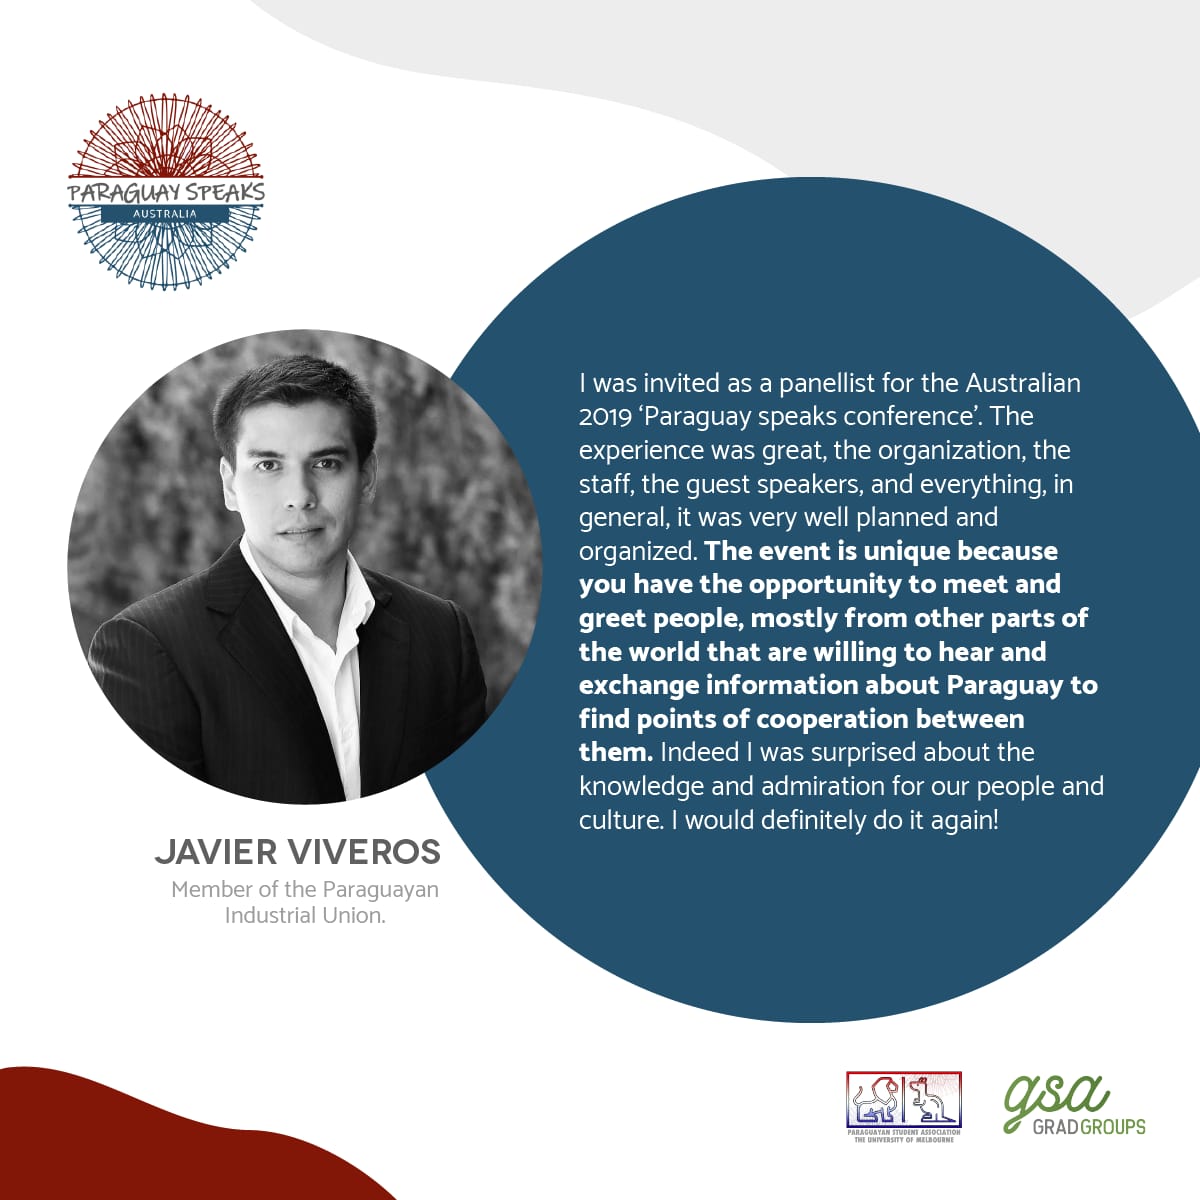 PARAGUAY SPEAKS
AUSTRALIA
I was invited as a panellist for the Australian
2019 ‘Paraguay speaks conference’. The
experience was great, the organization, the
staff, the guest speakers, and everything, in
general, it was very well planned and
organized. The event is unique because
you have the opportunity to meet and
greet people, mostly from other parts of
the world that are willing to hear and
exchange information about Paraguay to
find points of cooperation between
them. Indeed I was surprised about the
knowledge and admiration for our people and
culture. I would definitely do it again!
JAVIER VIVEROS
Member of the Paraguayan
Industrial Union.
PARAGUAYAN STUDENT ASSOCIATION
THE UNIVERSITY OF MELBOURNE
gsa
GRADGROUPS